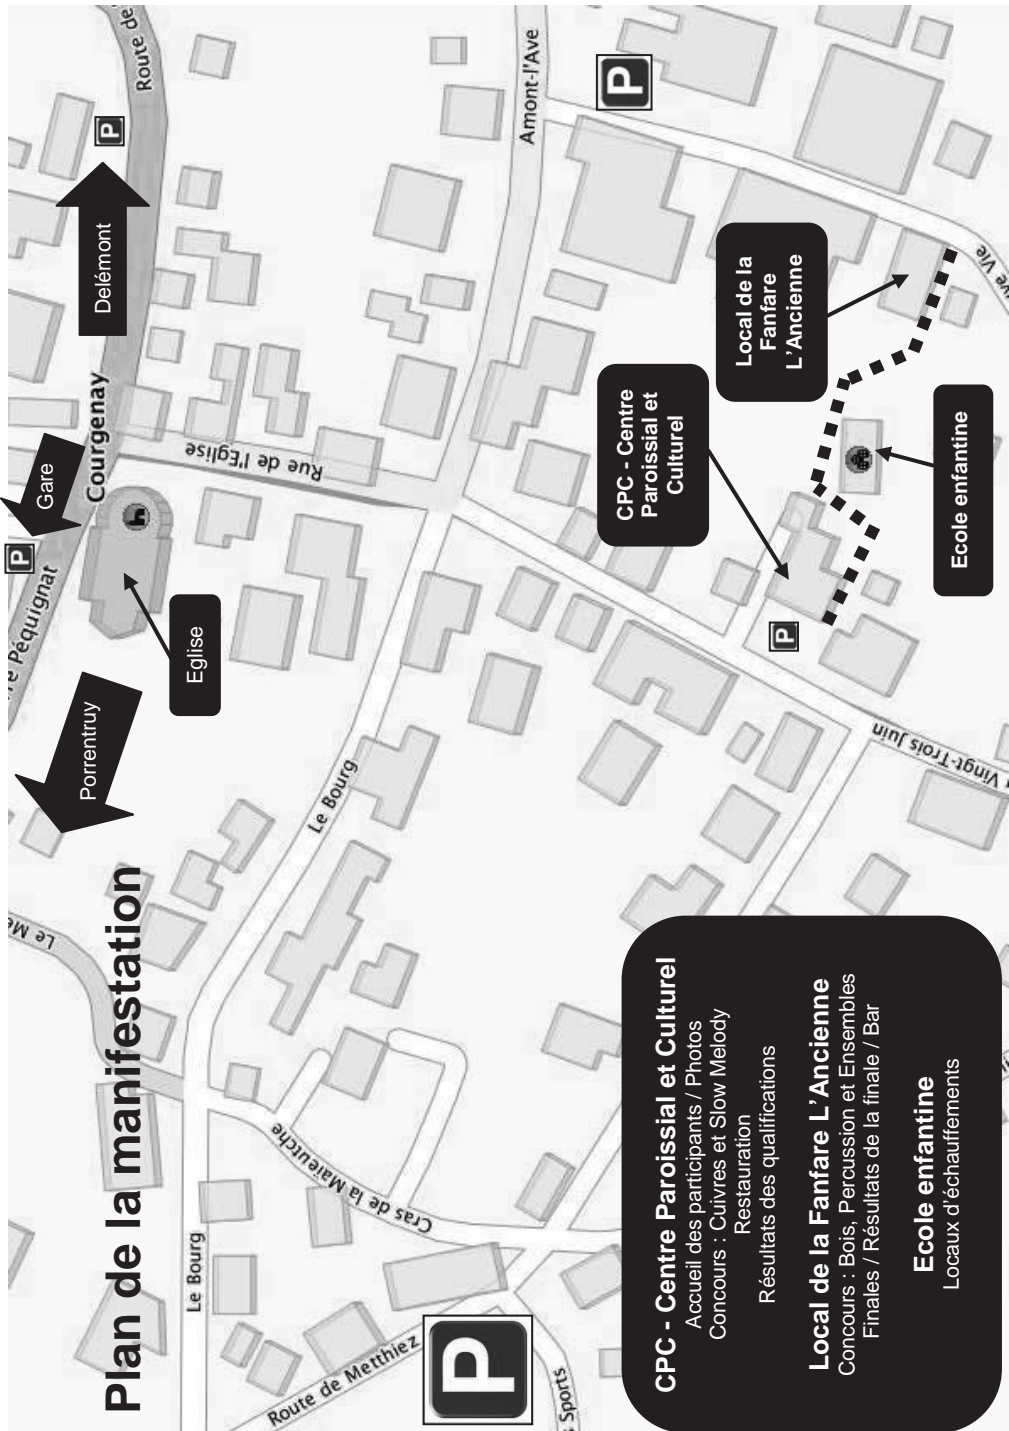 Plan de la manifestation
Porrentruy
Gare
Delémont
Eglise
Courgenay
Route de
re Péquignat
Rue de l'Eglise
Amont-l'Ave
Le Bourg
Le Bourg
Cras de la Maieutche
Route de Metthiez
Sports
Vingt-Trois Juin
P
P
P
P
P
CPC - Centre
Paroissial et
Culturel
Local de la
Fanfare
L'Ancienne
Ecole enfantine
CPC - Centre Paroissial et Culturel
Accueil des participants / Photos
Concours : Cuivres et Slow Melody
Restauration
Résultats des qualifications
Local de la Fanfare L'Ancienne
Concours : Bois, Percussion et Ensembles
Finales / Résultats de la finale / Bar
Ecole enfantine
Locaux d'échauffements